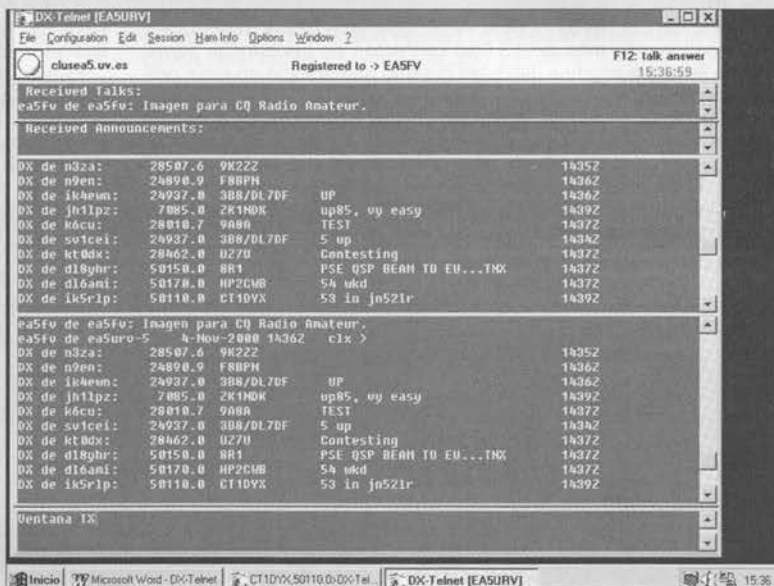 DX-Telnet [EA5URV]
File Configuration Edit Session Ham Info Options Window ?
clusea5.uv.es Registered to -> EA5FV F12: talk answer
15:36:59
Received Talks:
ea5fv de ea5fv: Imagen para CQ Radio Amateur.
Received Announcements:
DX de n3za: 28507.6 9K2ZZ 1435Z
DX de n9en: 24890.9 F8BPN 1436Z
DX de ik4ewn: 24937.0 3B8/DL7DF UP 1436Z
DX de jh1lpz: 7085.0 ZK1NDK up85, vy easy 1439Z
DX de k6cu: 28010.7 9A8A TEST 1437Z
DX de sv1cei: 24937.0 3B8/DL7DF 5 up 1434Z
DX de kt0dx: 28462.0 UZ7U Contesting 1437Z
DX de dl8yhr: 50150.0 8R1 PSE QSP BEAM TO EU...TNX 1437Z
DX de dl6ami: 50170.0 HP2CWB 54 wkd 1437Z
DX de ik5rlp: 50110.0 CT1DYX 53 in jn52lr 1439Z
ea5fv de ea5fv: Imagen para CQ Radio Amateur.
ea5fv de ea5urv-5 4-Nov-2000 1436Z clx >
DX de n3za: 28507.6 9K2ZZ 1435Z
DX de n9en: 24890.9 F8BPN 1436Z
DX de ik4ewn: 24937.0 3B8/DL7DF UP 1436Z
DX de jh1lpz: 7085.0 ZK1NDK up85, vy easy 1439Z
DX de k6cu: 28010.7 9A8A TEST 1437Z
DX de sv1cei: 24937.0 3B8/DL7DF 5 up 1434Z
DX de kt0dx: 28462.0 UZ7U Contesting 1437Z
DX de dl8yhr: 50150.0 8R1 PSE QSP BEAM TO EU...TNX 1437Z
DX de dl6ami: 50170.0 HP2CWB 54 wkd 1437Z
DX de ik5rlp: 50110.0 CT1DYX 53 in jn52lr 1439Z
Ventana TX
Inicio Microsoft Word - DX-Telnet CT1DYX,50110.0>DX-Tel... DX-Telnet [EA5URV]